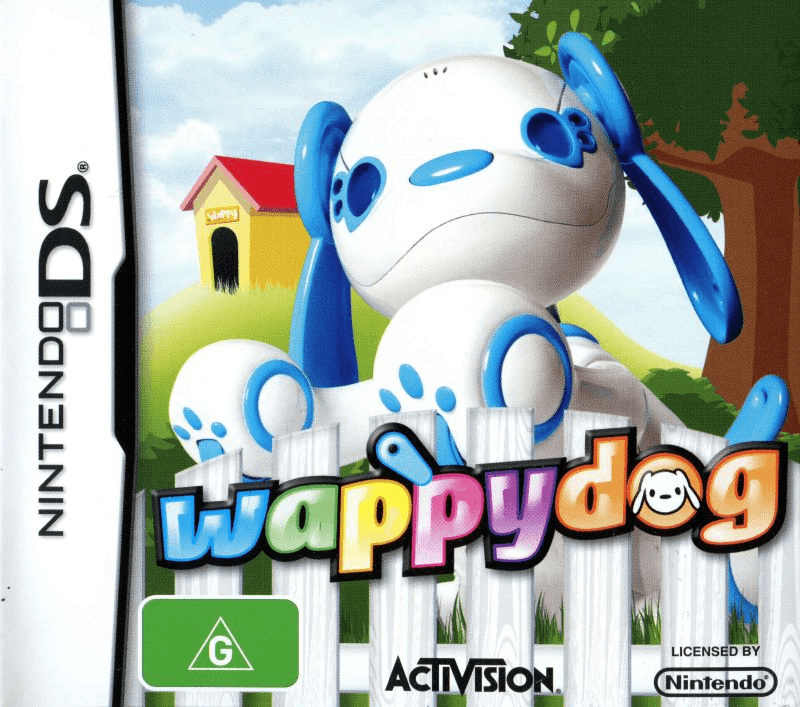 NINTENDO DS®
Wappy
wappydog
G
ACTIVISION®
LICENSED BY
Nintendo®